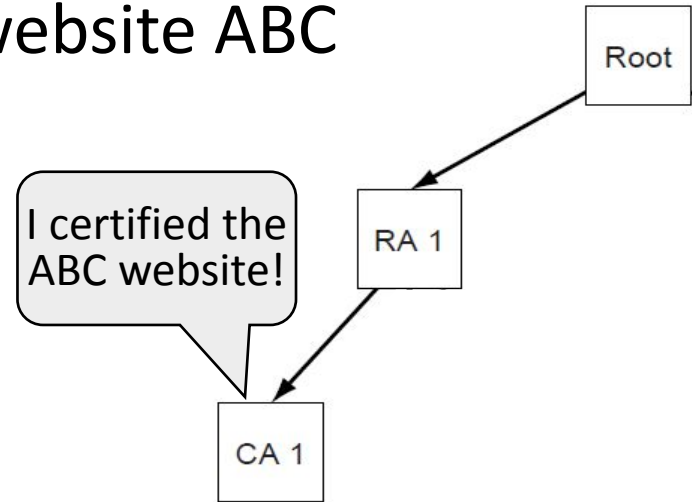 website ABC
Root
RA 1
I certified the
ABC website!
CA 1